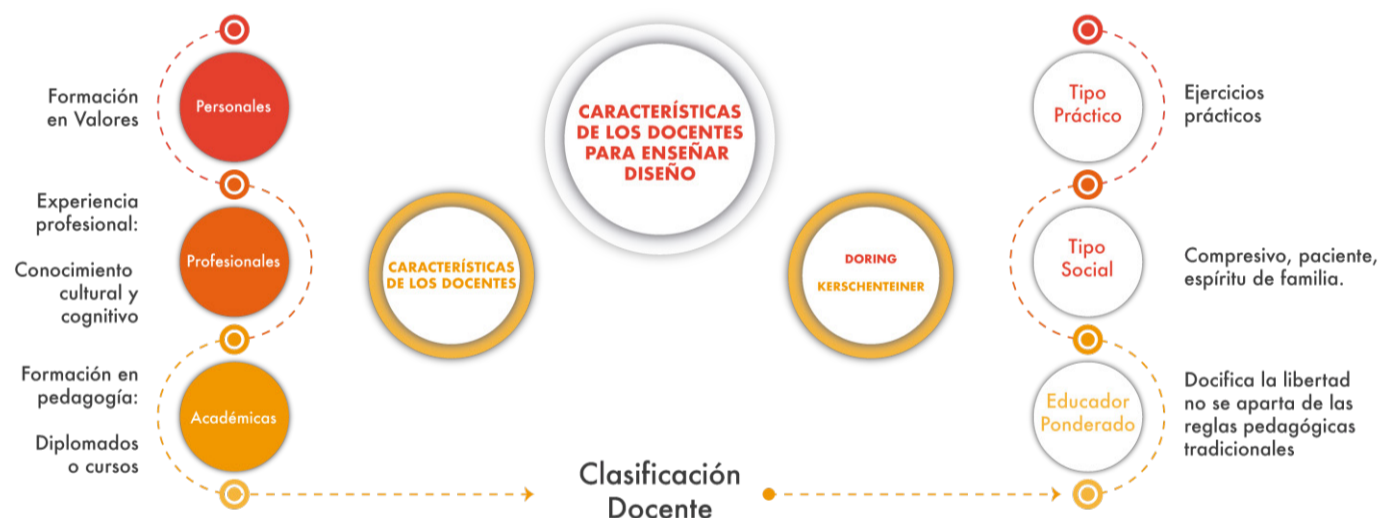 CARACTERÍSTICAS
DE LOS DOCENTES
PARA ENSEÑAR
DISEÑO
CARACTERÍSTICAS
DE LOS DOCENTES
Formación
en Valores
Personales
Experiencia
profesional:
Conocimiento
cultural y
cognitivo
Profesionales
Formación en
pedagogía:
Diplomados
o cursos
Académicas
Clasificación
Docente
DORING
KERSCHENTEINER
Tipo
Práctico
Ejercicios
prácticos
Tipo
Social
Compresivo, paciente,
espíritu de familia.
Educador
Ponderado
Docifica la libertad
no se aparta de las
reglas pedagógicas
tradicionales